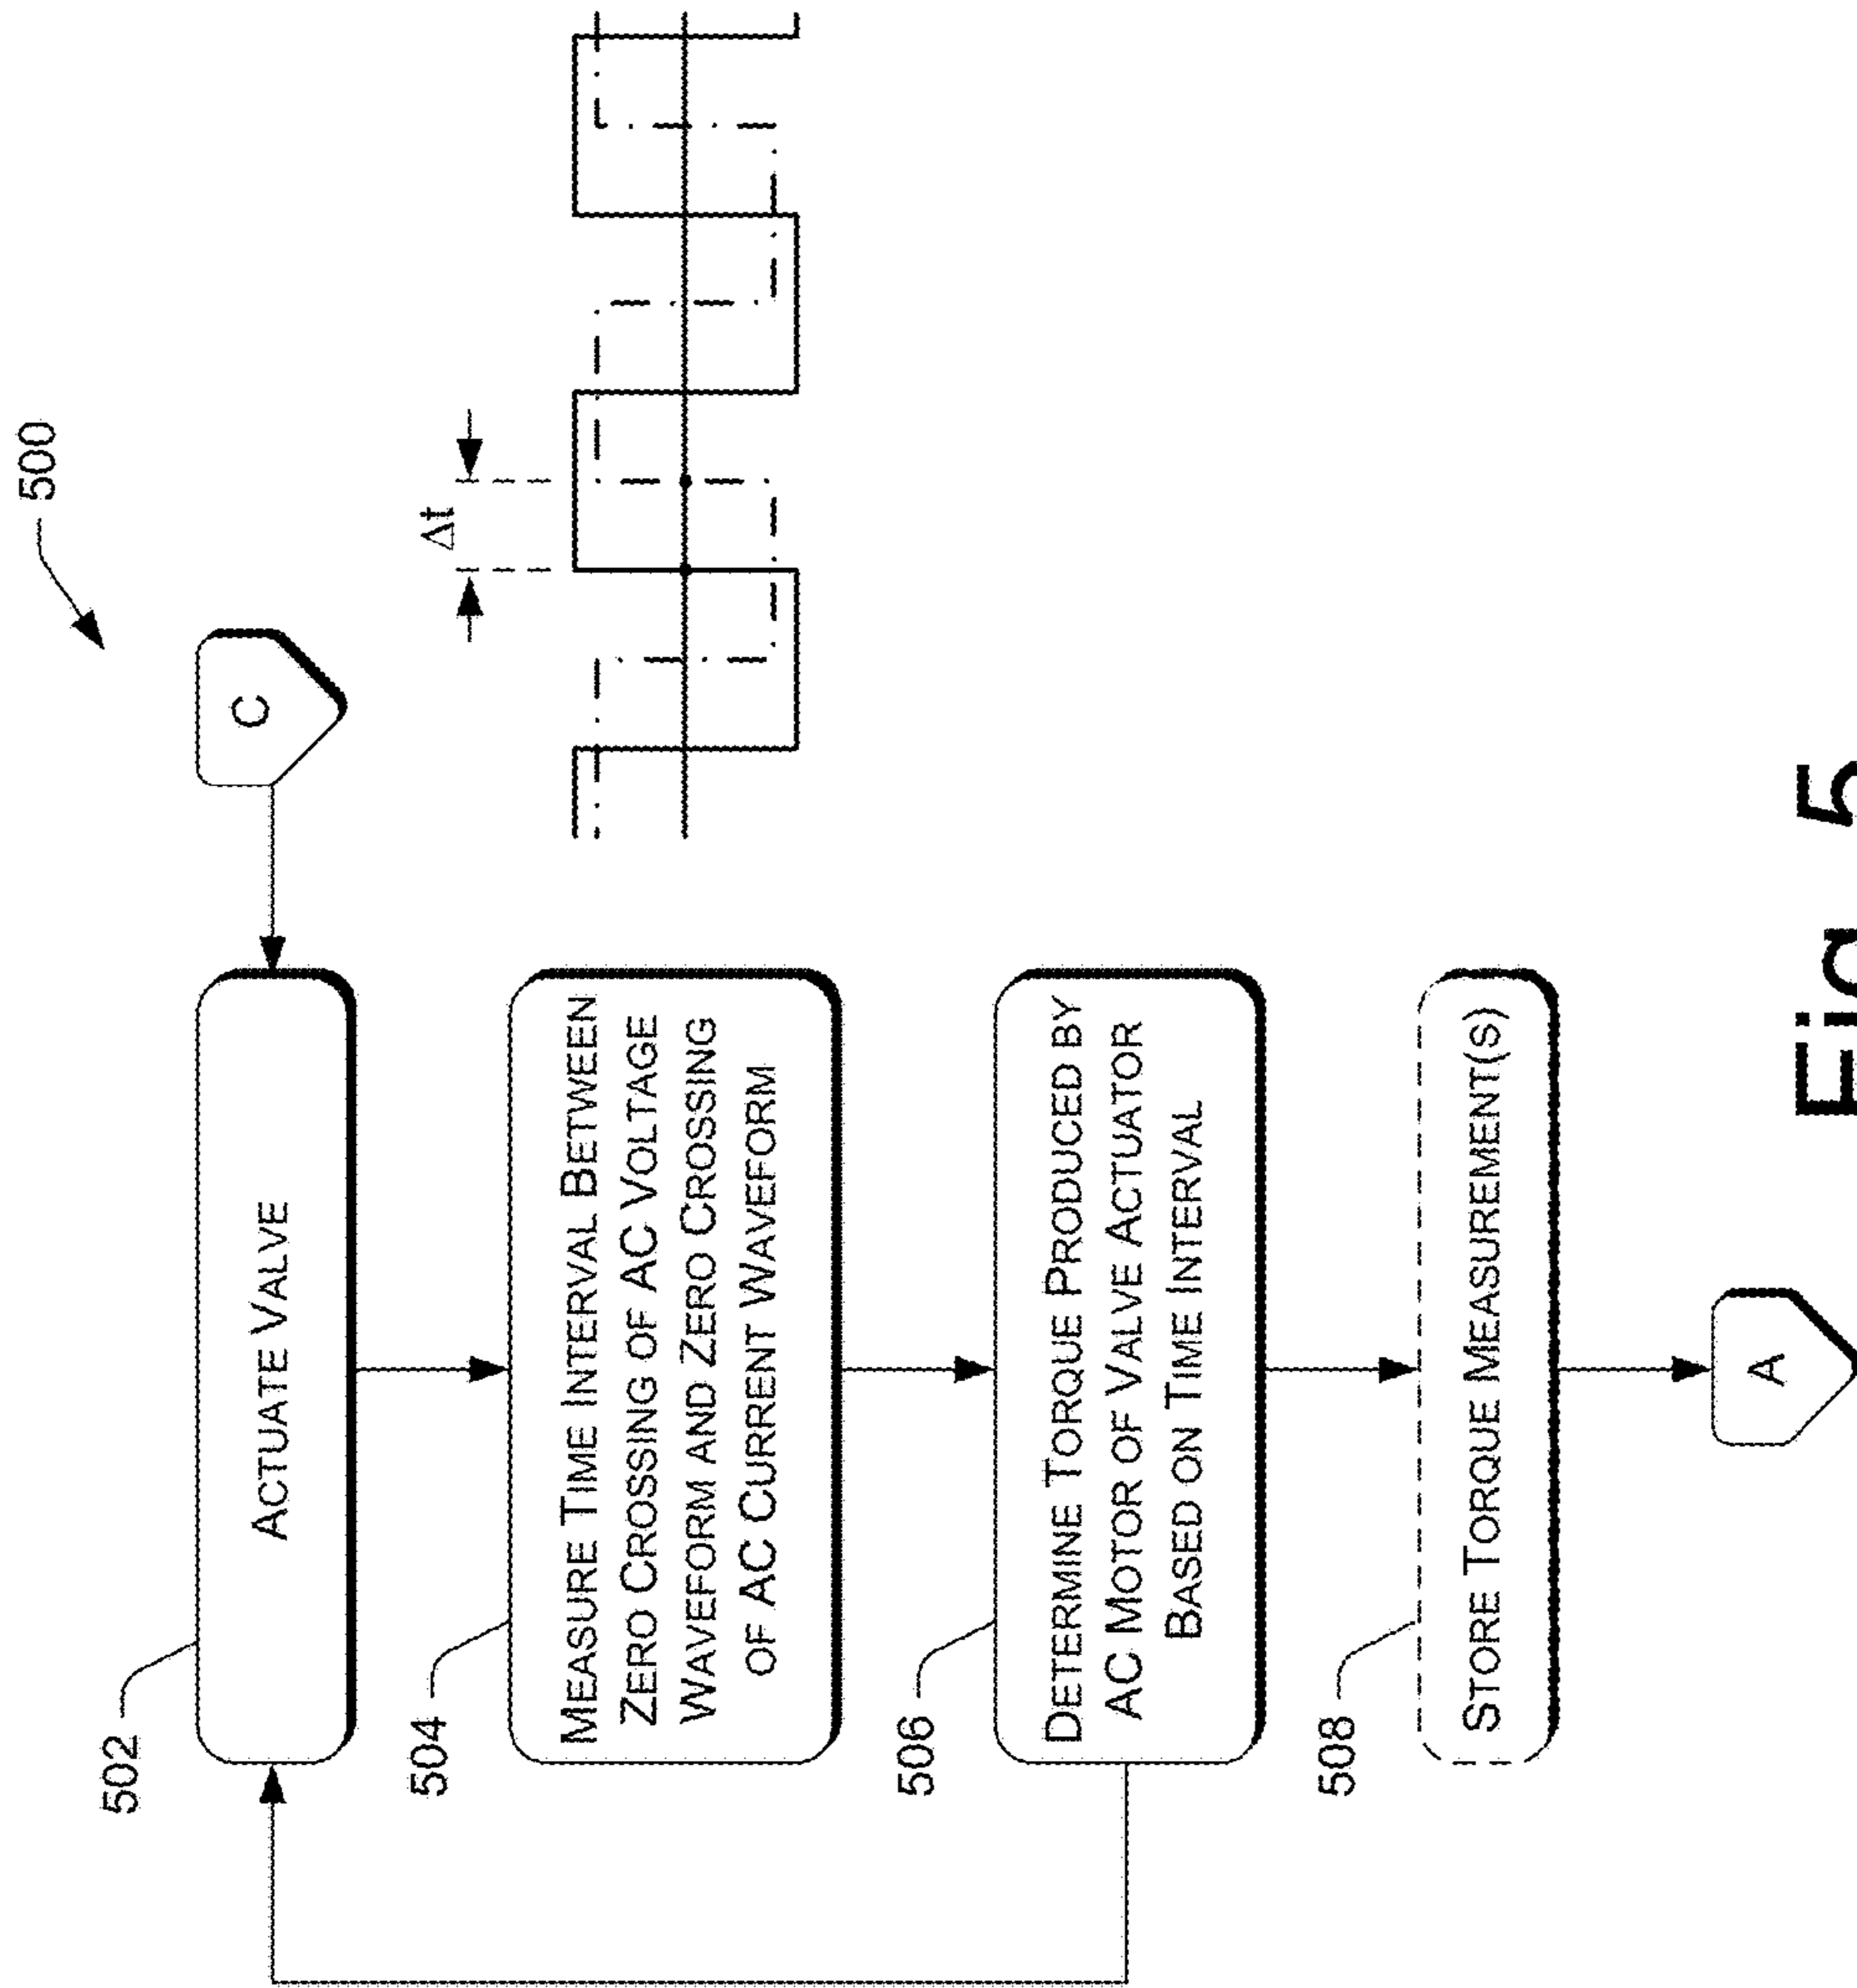 500
C
502
ACTUATE VALVE
Δt
504
MEASURE TIME INTERVAL BETWEEN
ZERO CROSSING OF AC VOLTAGE
WAVEFORM AND ZERO CROSSING
OF AC CURRENT WAVEFORM
506
DETERMINE TORQUE PRODUCED BY
AC MOTOR OF VALVE ACTUATOR
BASED ON TIME INTERVAL
508
STORE TORQUE MEASUREMENT(S)
A
Fig. 5